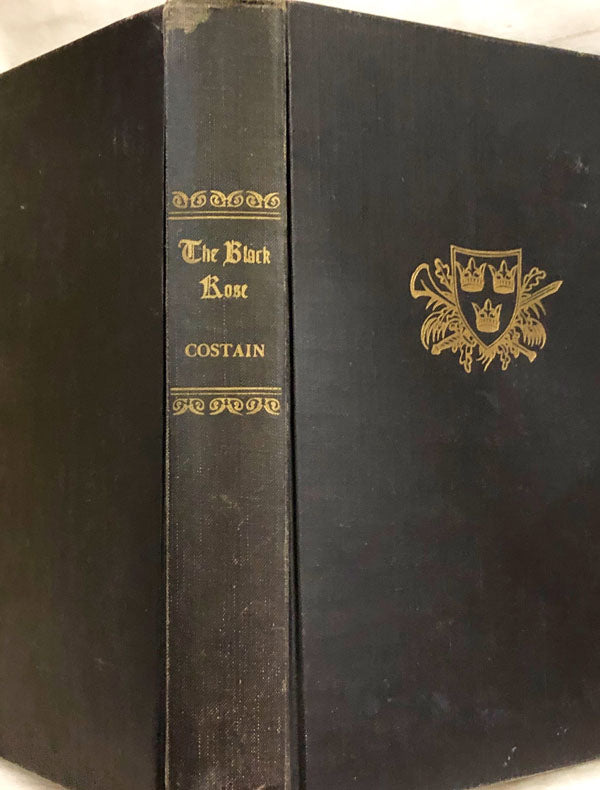 The Black
Rose
COSTAIN